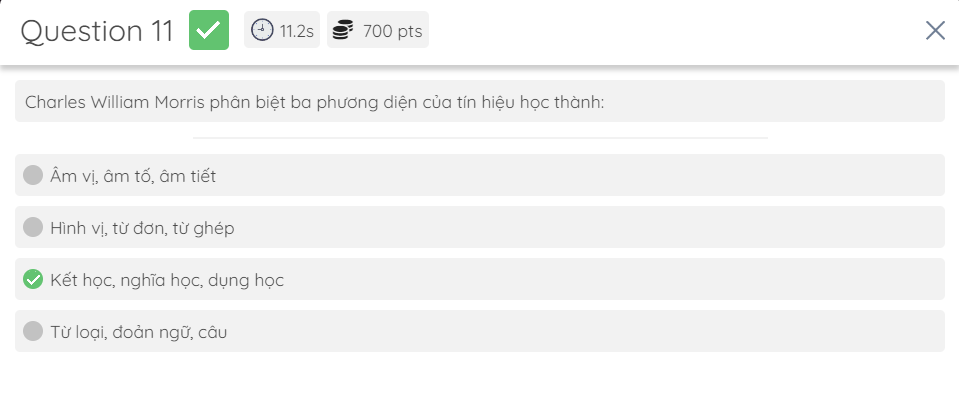 Question 11 11.2s 700 pts
Charles William Morris phân biệt ba phương diện của tín hiệu học thành:
Âm vị, âm tố, âm tiết
Hình vị, từ đơn, từ ghép
Kết học, nghĩa học, dụng học
Từ loại, đoản ngữ, câu